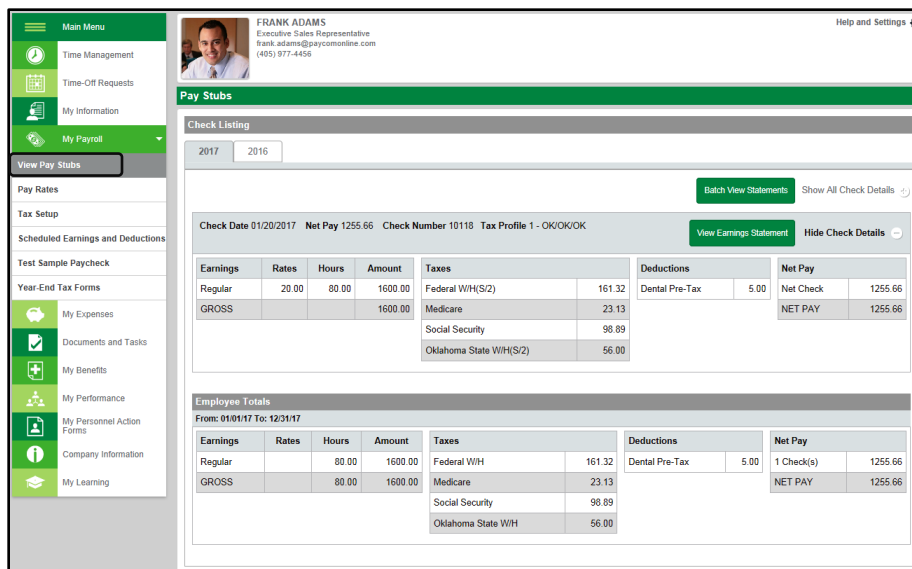 Main Menu
Time Management
Time-Off Requests
My Information
My Payroll
View Pay Stubs
Pay Rates
Tax Setup
Scheduled Earnings and Deductions
Test Sample Paycheck
Year-End Tax Forms
My Expenses
Documents and Tasks
My Benefits
My Performance
My Personnel Action
Forms
Company Information
My Learning
FRANK ADAMS
Executive Sales Representative
frank.adams@paycomonline.com
(405) 977-4456
Help and Settings
Pay Stubs
Check Listing
2017 2016
Batch View Statements Show All Check Details
Check Date 01/20/2017 Net Pay 1255.66 Check Number 10118 Tax Profile 1 - OK/OK/OK View Earnings Statement Hide Check Details
Earnings Rates Hours Amount Taxes Deductions Net Pay
Regular 20.00 80.00 1600.00 Federal W/H(S/2) 161.32 Dental Pre-Tax 5.00 Net Check 1255.66
GROSS 1600.00 Medicare 23.13 NET PAY 1255.66
Social Security 98.89
Oklahoma State W/H(S/2) 56.00
Employee Totals
From: 01/01/17 To: 12/31/17
Earnings Rates Hours Amount Taxes Deductions Net Pay
Regular 80.00 1600.00 Federal W/H 161.32 Dental Pre-Tax 5.00 1 Check(s) 1255.66
GROSS 80.00 1600.00 Medicare 23.13 NET PAY 1255.66
Social Security 98.89
Oklahoma State W/H 56.00